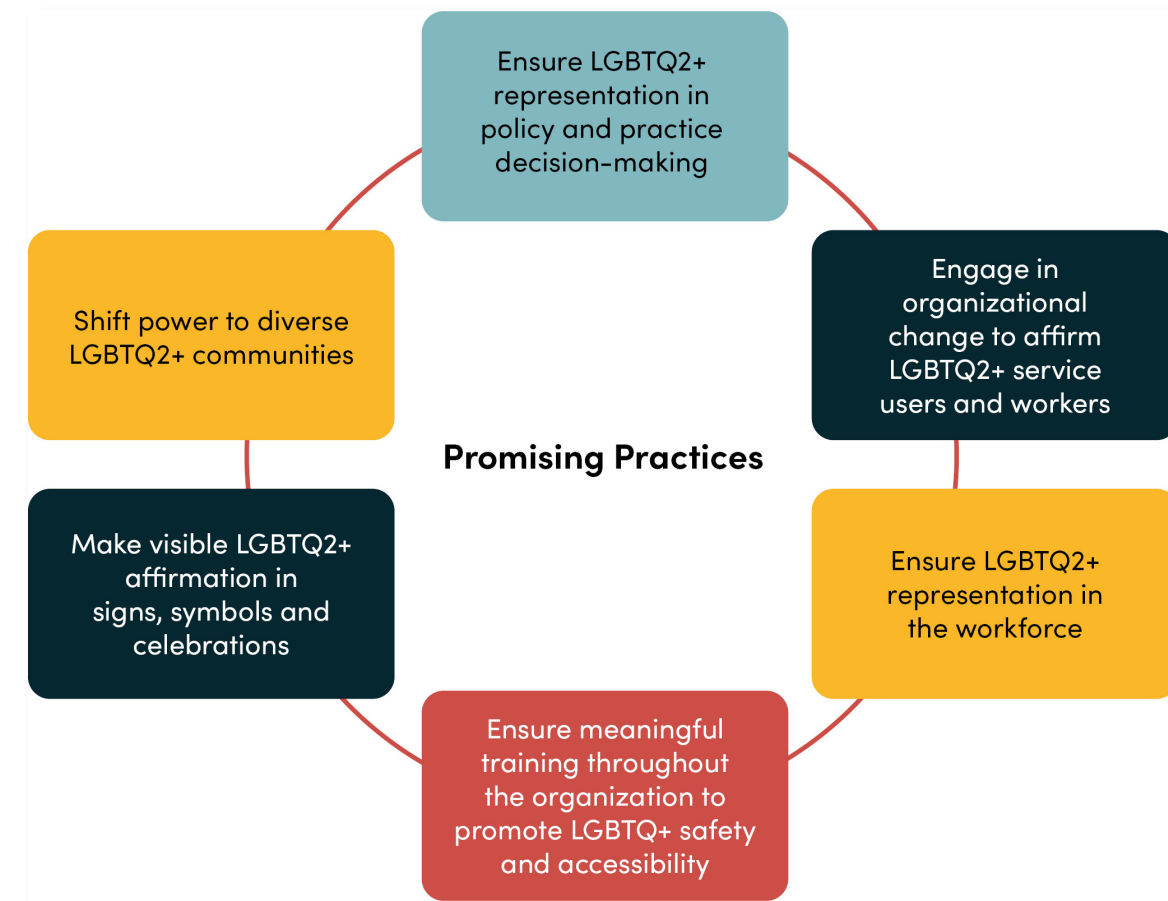 Ensure LGBTQ2+
representation in
policy and practice
decision-making
Engage in
organizational
change to affirm
LGBTQ2+ service
users and workers
Ensure LGBTQ2+
representation in
the workforce
Ensure meaningful
training throughout
the organization to
promote LGBTQ+ safety
and accessibility
Make visible LGBTQ2+
affirmation in
signs, symbols and
celebrations
Shift power to diverse
LGBTQ2+ communities
Promising Practices